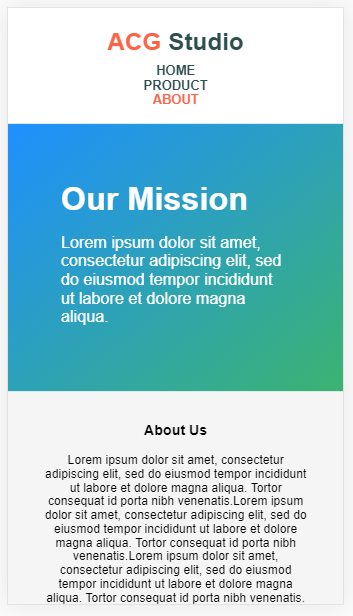 ACG Studio
HOME
PRODUCT
ABOUT
Our Mission
Lorem ipsum dolor sit amet,
consectetur adipiscing elit, sed
do eiusmod tempor incididunt
ut labore et dolore magna
aliqua.
About Us
Lorem ipsum dolor sit amet, consectetur
adipiscing elit, sed do eiusmod tempor incididunt
ut labore et dolore magna aliqua. Tortor
consequat id porta nibh venenatis.Lorem ipsum
dolor sit amet, consectetur adipiscing elit, sed do
eiusmod tempor incididunt ut labore et dolore
magna aliqua. Tortor consequat id porta nibh
venenatis.Lorem ipsum dolor sit amet,
consectetur adipiscing elit, sed do eiusmod
tempor incididunt ut labore et dolore magna
aliqua. Tortor consequat id porta nibh venenatis.